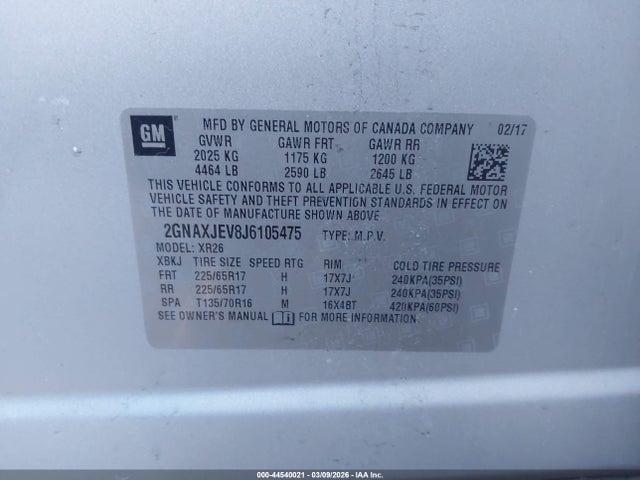 GM
MFD BY GENERAL MOTORS OF CANADA COMPANY 02/17
GVWR GAWR FRT GAWR RR
2025 KG 1175 KG 1200 KG
4464 LB 2590 LB 2645 LB
THIS VEHICLE CONFORMS TO ALL APPLICABLE U.S. FEDERAL MOTOR
VEHICLE SAFETY AND THEFT PREVENTION STANDARDS IN EFFECT ON
THE DATE OF MANUFACTURE SHOWN ABOVE.
2GNAXJEV8J6105475 TYPE: M.P.V.
MODEL: XR26
XBKJ TIRE SIZE SPEED RTG RIM COLD TIRE PRESSURE
FRT 225/65R17 H 17X7J 240KPA(35PSI)
RR 225/65R17 H 17X7J 240KPA(35PSI)
SPA T135/70R16 M 16X4BT 420KPA(60PSI)
SEE OWNER'S MANUAL FOR MORE INFORMATION.
000-44540021 | 03/09/2026 | IAA Inc.